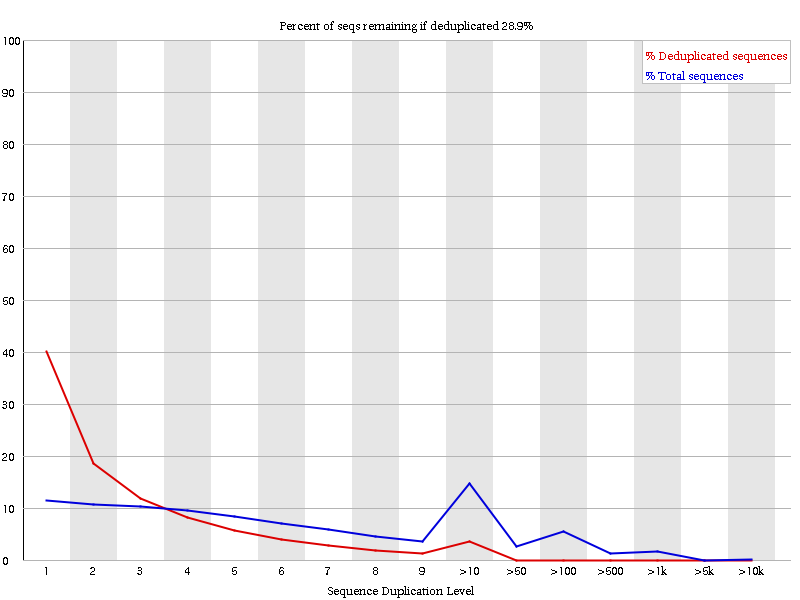 Percent of seqs remaining if deduplicated 28.9%
% Deduplicated sequences
% Total sequences
100
90
80
70
60
50
40
30
20
10
0
1 2 3 4 5 6 7 8 9 >10 >50 >100 >500 >1k >5k >10k
Sequence Duplication Level